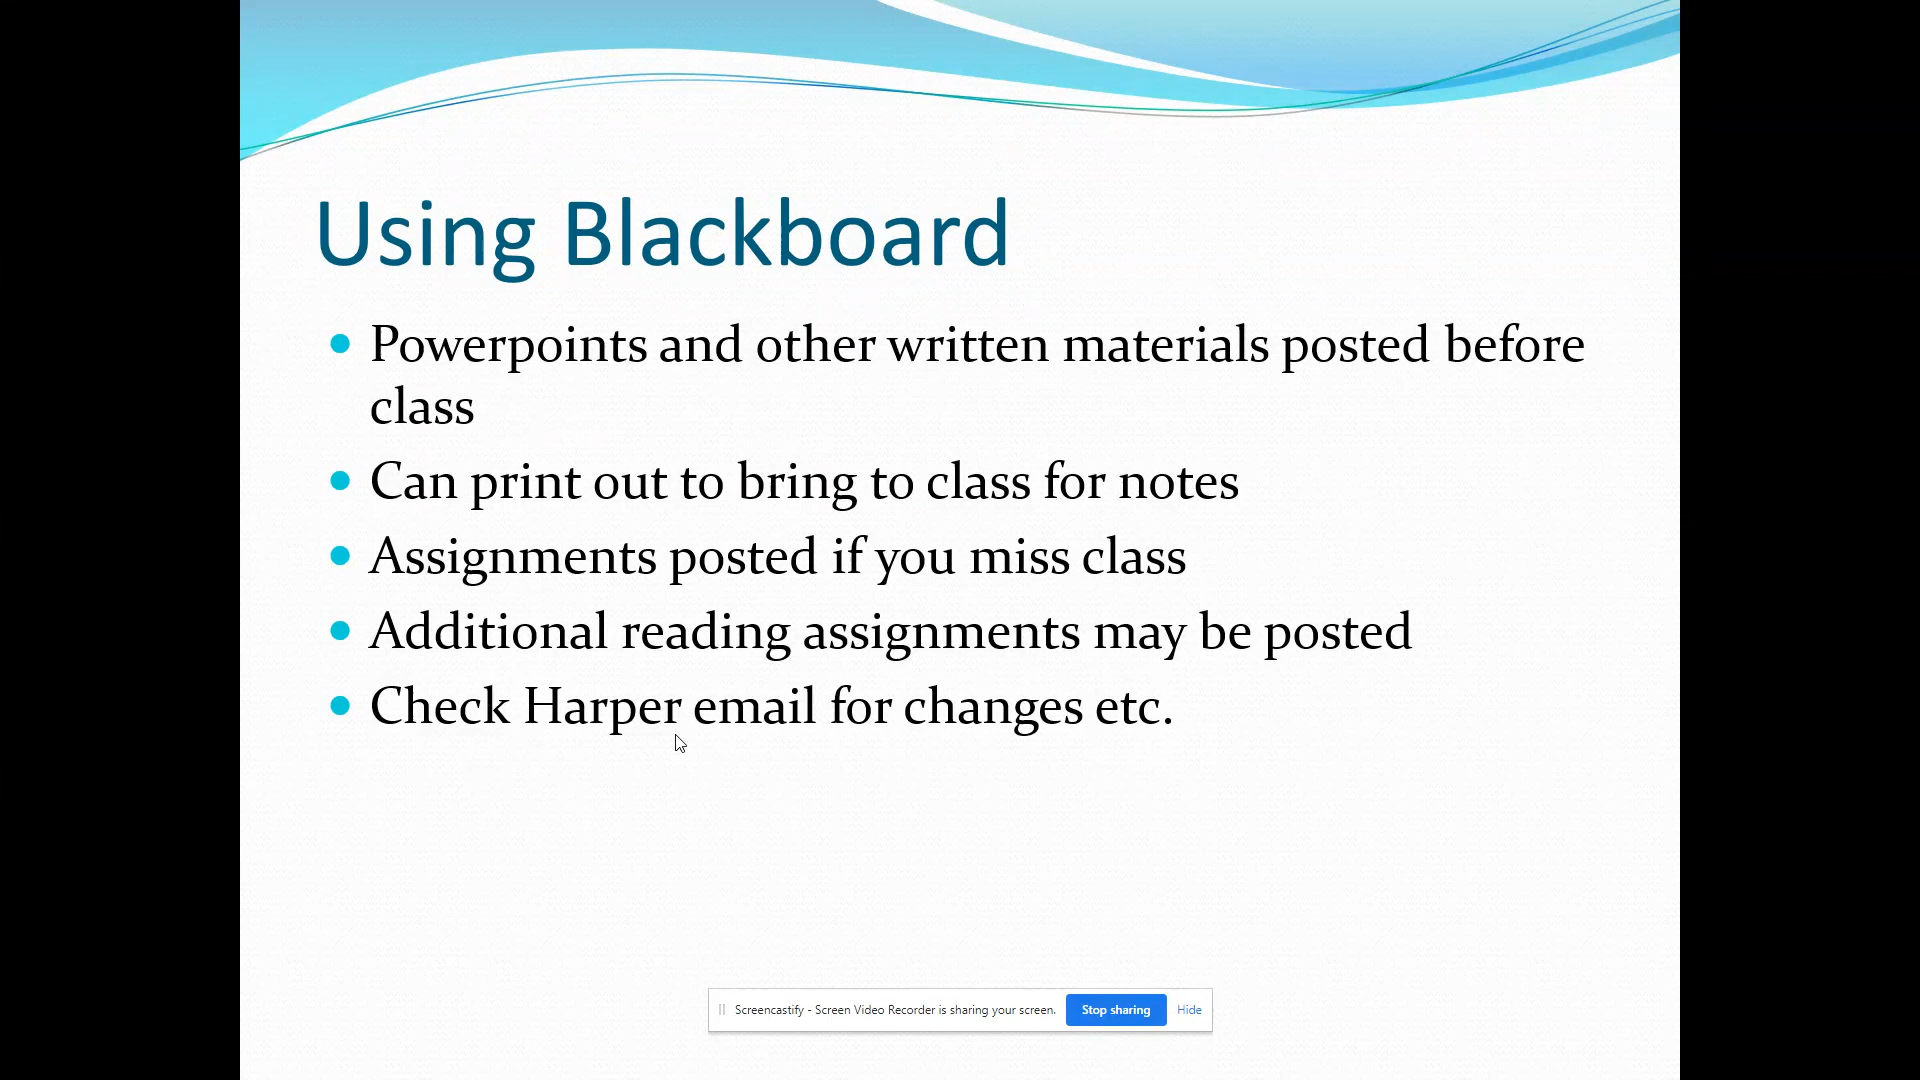 Using Blackboard
Powerpoints and other written materials posted before
class
Can print out to bring to class for notes
Assignments posted if you miss class
Additional reading assignments may be posted
Check Harper email for changes etc.
Screencastify - Screen Video Recorder is sharing your screen. Stop sharing Hide